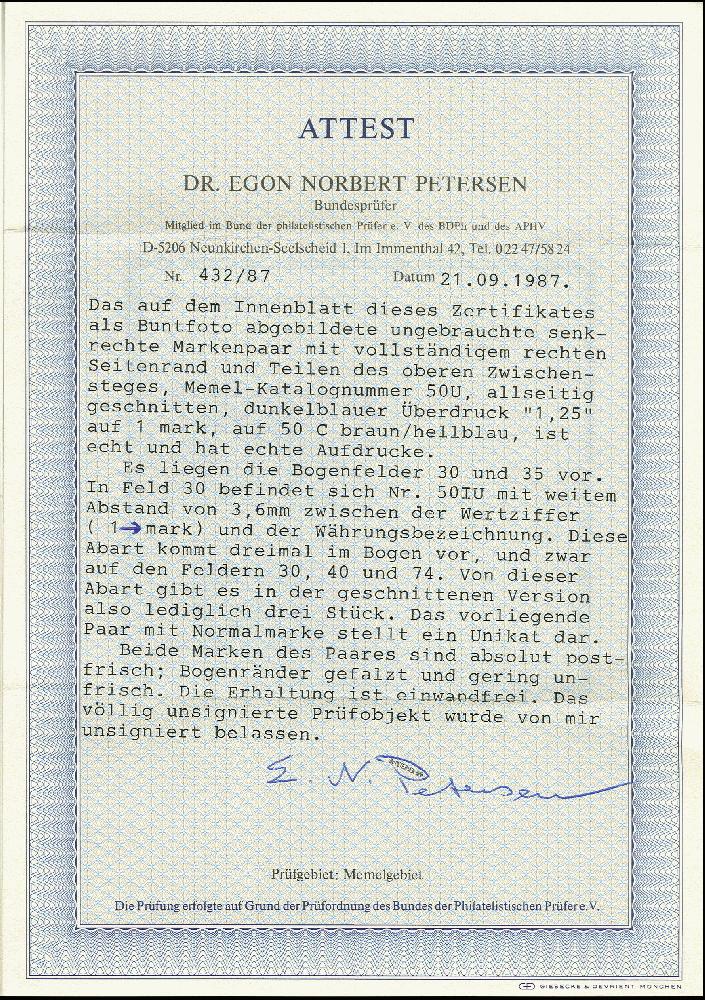 ATTEST
DR. EGON NORBERT PETERSEN
Bundesprüfer
Mitglied im Bund der philatelistischen Prüfer e. V. des BDPh und des APHV
D-5206 Neunkirchen-Seelscheid 1, Im Immenthal 42, Tel. 0 22 47/58 24
Nr. 432/87 Datum 21.09.1987.
Das auf dem Innenblatt dieses Zertifikates
als Buntfoto abgebildete ungebrauchte senk-
rechte Markenpaar mit vollständigem rechten
Seitenrand und Teilen des oberen Zwischen-
steges, Memel-Katalognummer 50U, allseitig
geschnitten, dunkelblauer Überdruck "1,25"
auf 1 mark, auf 50 C braun/hellblau, ist
echt und hat echte Aufdrucke.
Es liegen die Bogenfelder 30 und 35 vor.
In Feld 30 befindet sich Nr. 50IU mit weitem
Abstand von 3,6mm zwischen der Wertziffer
( 1→mark) und der Währungsbezeichnung. Diese
Abart kommt dreimal im Bogen vor, und zwar
auf den Feldern 30, 40 und 74. Von dieser
Abart gibt es in der geschnittenen Version
also lediglich drei Stück. Das vorliegende
Paar mit Normalmarke stellt ein Unikat dar.
Beide Marken des Paares sind absolut post-
frisch; Bogenränder gefalzt und gering un-
frisch. Die Erhaltung ist einwandfrei. Das
völlig unsignierte Prüfobjekt wurde von mir
unsigniert belassen.
E. N. Petersen
Prüfgebiet: Memelgebiet
Die Prüfung erfolgte auf Grund der Prüfordnung des Bundes der Philatelistischen Prüfer e.V.
GIESECKE & DEVRIENT MÜNCHEN